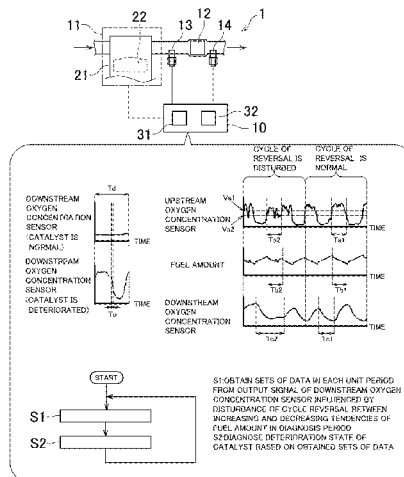 1
11
22
12
13
14
21
32
31
10
CYCLE OF REVERSAL IS DISTURBED
CYCLE OF REVERSAL IS NORMAL
Td
DOWNSTREAM OXYGEN CONCENTRATION SENSOR (CATALYST IS NORMAL)
TIME
DOWNSTREAM OXYGEN CONCENTRATION SENSOR (CATALYST IS DETERIORATED)
TIME
UPSTREAM OXYGEN CONCENTRATION SENSOR
Va1
Va2
Ta2
Ta1
TIME
FUEL AMOUNT
Tb2
Tb1
TIME
DOWNSTREAM OXYGEN CONCENTRATION SENSOR
Tc2
Tc1
TIME
START
S1
S2
S1:OBTAIN SETS OF DATA IN EACH UNIT PERIOD
FROM OUTPUT SIGNAL OF DOWNSTREAM OXYGEN
CONCENTRATION SENSOR INFLUENCED BY
DISTURBANCE OF CYCLE REVERSAL BETWEEN
INCREASING AND DECREASING TENDENCIES OF
FUEL AMOUNT IN DIAGNOSIS PERIOD
S2:DIAGNOSE DETERIORATION STATE OF
CATALYST BASED ON OBTAINED SETS OF DATA